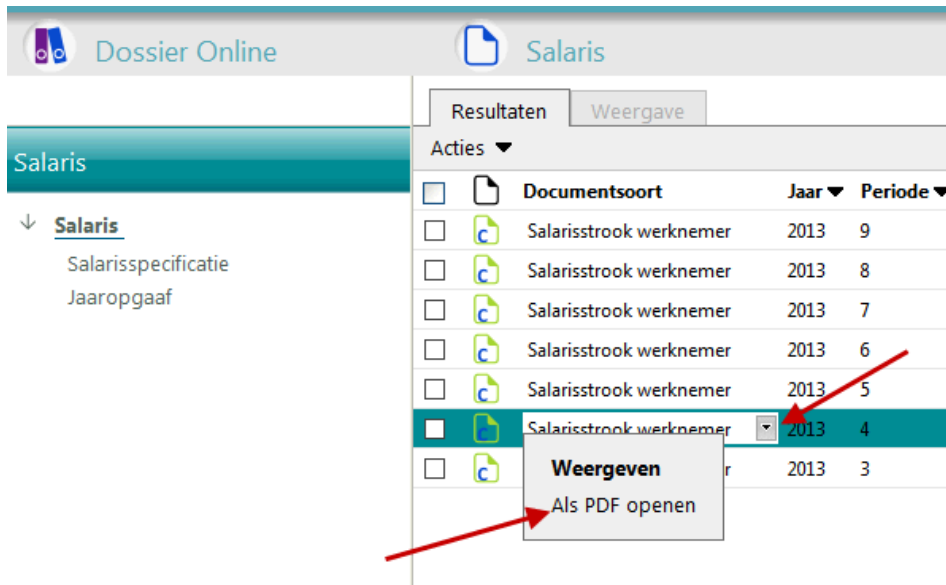 Dossier Online
Salaris
Salaris
Salaris
Salarisspecificatie
Jaaropgaaf
Resultaten Weergave
Acties
Documentsoort Jaar Periode
Salarisstrook werknemer 2013 9
Salarisstrook werknemer 2013 8
Salarisstrook werknemer 2013 7
Salarisstrook werknemer 2013 6
Salarisstrook werknemer 2013 5
Salarisstrook werknemer 2013 4
2013 3
Weergeven
Als PDF openen